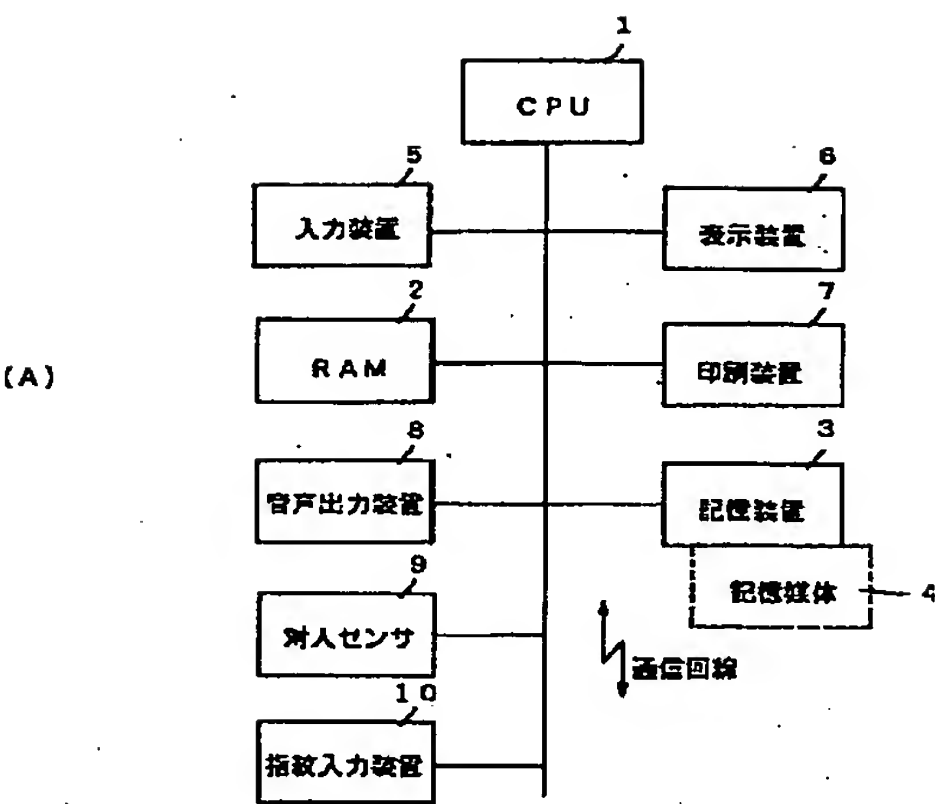 1
CPU
5
入力装置
6
表示装置
2
RAM
7
印刷装置
(A)
8
音声出力装置
3
記憶装置
記憶媒体
4
9
対人センサ
通信回線
10
指紋入力装置